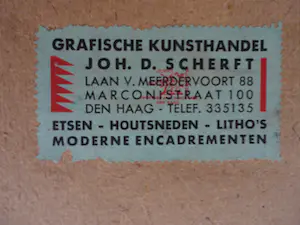 GRAFISCHE KUNSTHANDEL
JOH. D. SCHERFT
LAAN V. MEERDERVOORT 88
MARCONISTRAAT 100
DEN HAAG - TELEF. 335135
ETSEN - HOUTSNEDEN - LITHO'S
MODERNE ENCADREMENTEN